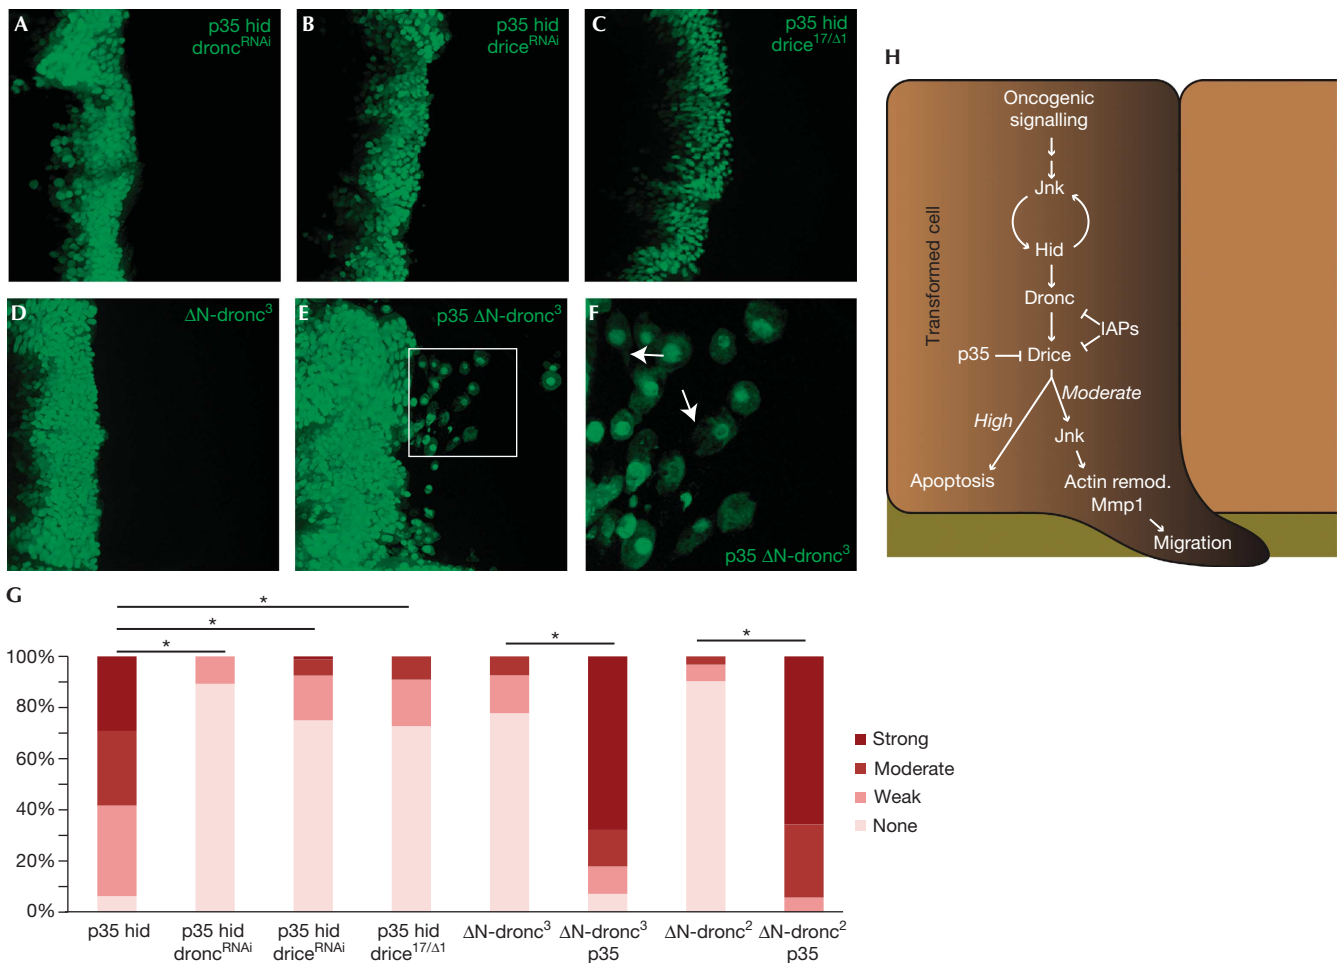 A
p35 hid
dronc^RNAi
B
p35 hid
drice^RNAi
C
p35 hid
drice^17/Δ1
D
ΔN-dronc^3
E
p35 ΔN-dronc^3
F
p35 ΔN-dronc^3
H
Oncogenic
signalling
Jnk
Hid
Dronc
IAPs
p35
Drice
Moderate
High
Jnk
Apoptosis
Actin remod.
Mmp1
Migration
Transformed cell
G
*
*
*
*
*
100%
80%
60%
40%
20%
0%
p35 hid
p35 hid
dronc^RNAi
p35 hid
drice^RNAi
p35 hid
drice^17/Δ1
ΔN-dronc^3
ΔN-dronc^3
p35
ΔN-dronc^2
ΔN-dronc^2
p35
Strong
Moderate
Weak
None